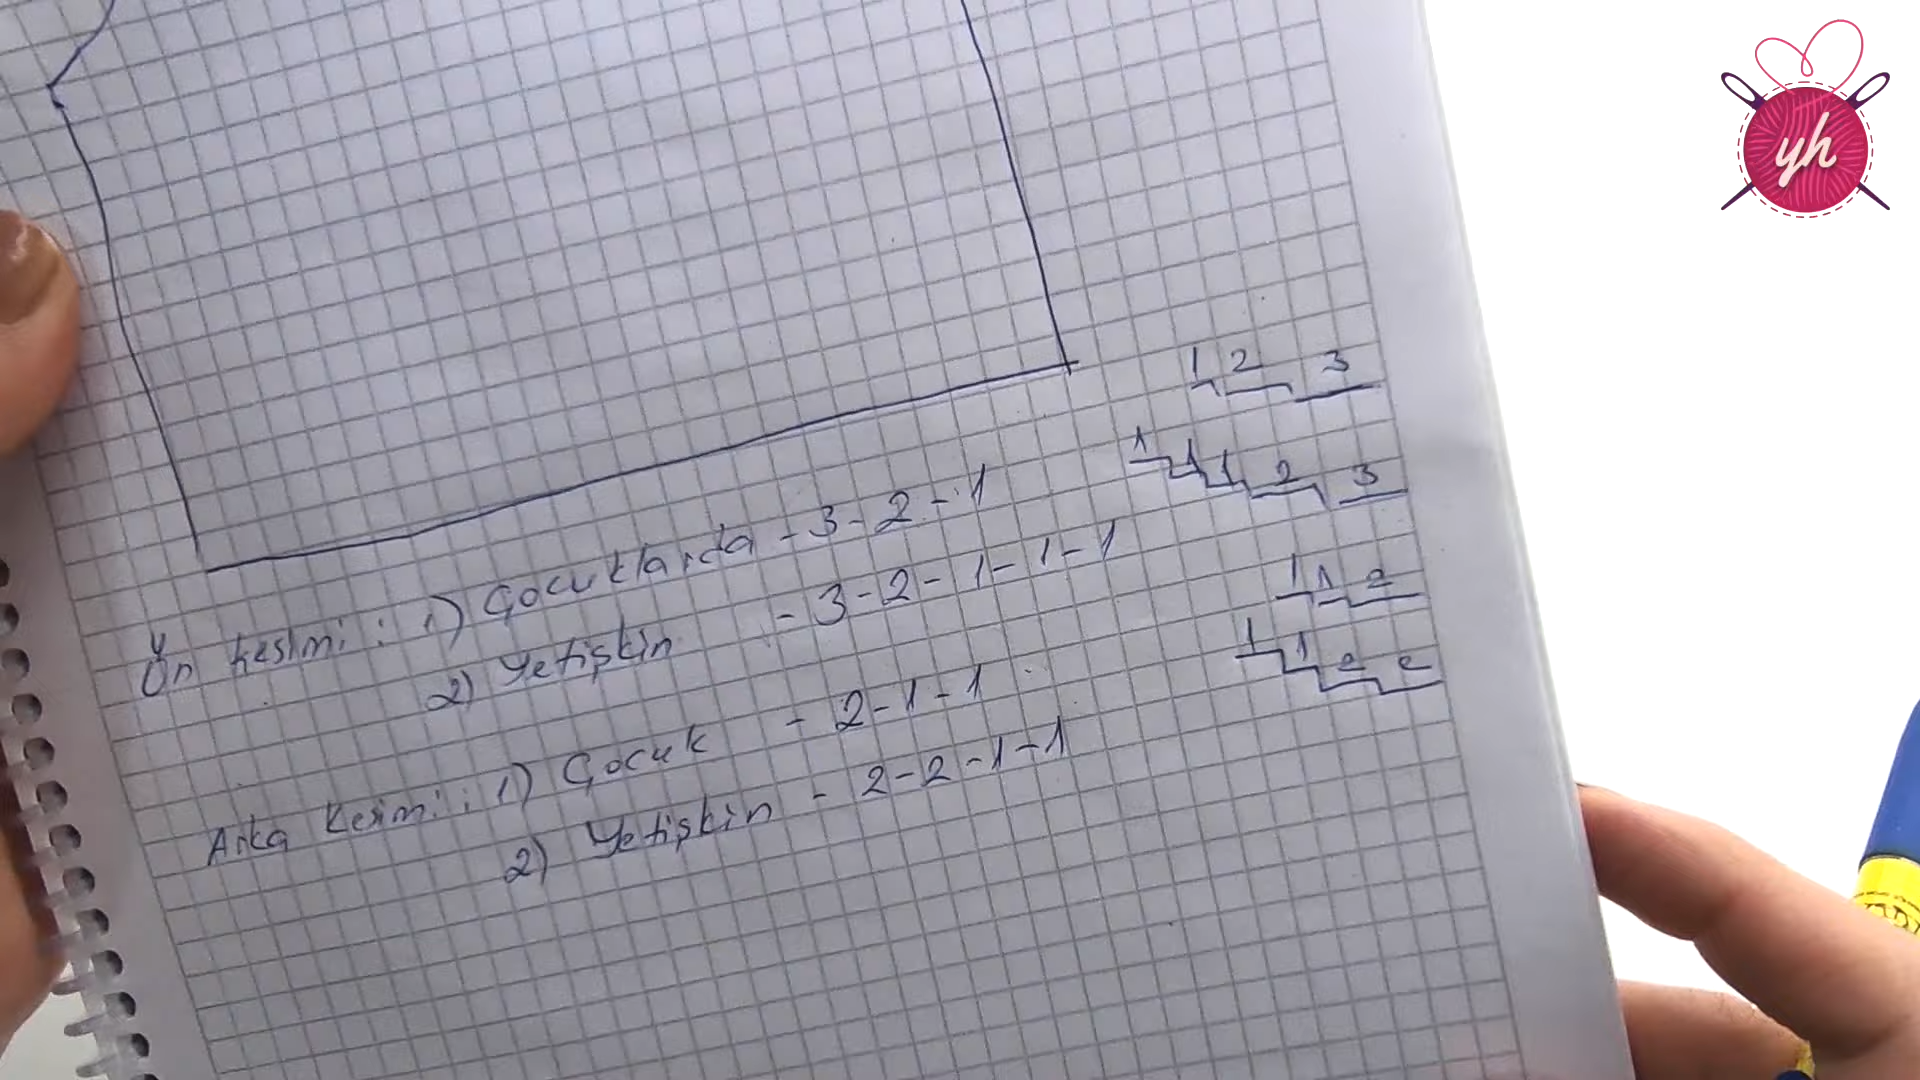 yh
1 2 3
1 1 1 2 3
1 1 2
1 1 2 2
Ön kesimi : 1) Çocuklarda - 3-2-1
2) Yetişkin - 3-2-1-1-1
Arka Kesimi : 1) Çocuk - 2-1-1
2) Yetişkin - 2-2-1-1